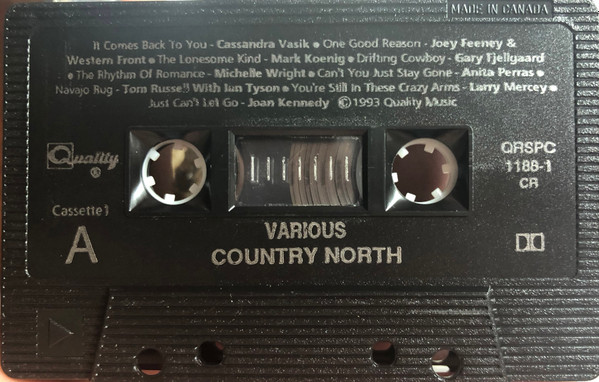 MADE IN CANADA
It Comes Back To You - Cassandra Vasik • One Good Reason - Joey Feeney &
Western Front • The Lonesome Kind - Mark Koenig • Drifting Cowboy - Gary Fjellgaard
• The Rhythm Of Romance - Michelle Wright • Can't You Just Stay Gone - Anita Perras •
Navajo Rug - Tom Russell With Ian Tyson • You're Still In These Crazy Arms - Larry Mercey •
Just Can't Let Go - Joan Kennedy ©1993 Quality Music
Quality
®
QRSPC
1188-1
CR
Cassette 1
A
VARIOUS
COUNTRY NORTH